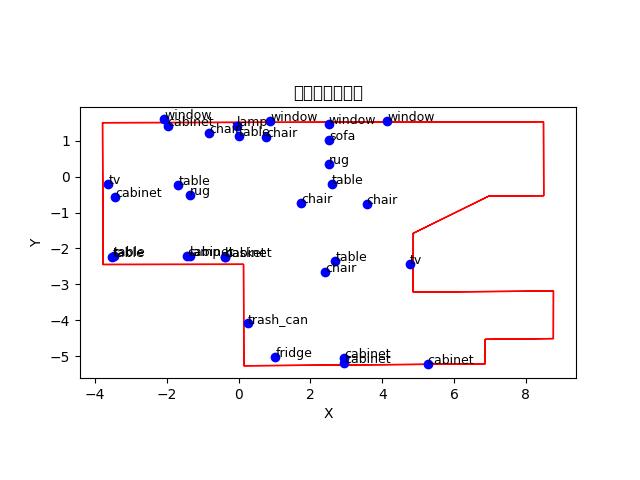 window
window
window
window
cabinet
lamp
chair
table
chair
sofa
rug
tv
table
table
cabinet
rug
chair
chair
table
table
table
chair
tv
trash_can
fridge
cabinet
cabinet
cabinet
1
0
−1
−2
−3
−4
−5
Y
−4
−2
0
2
4
6
8
X